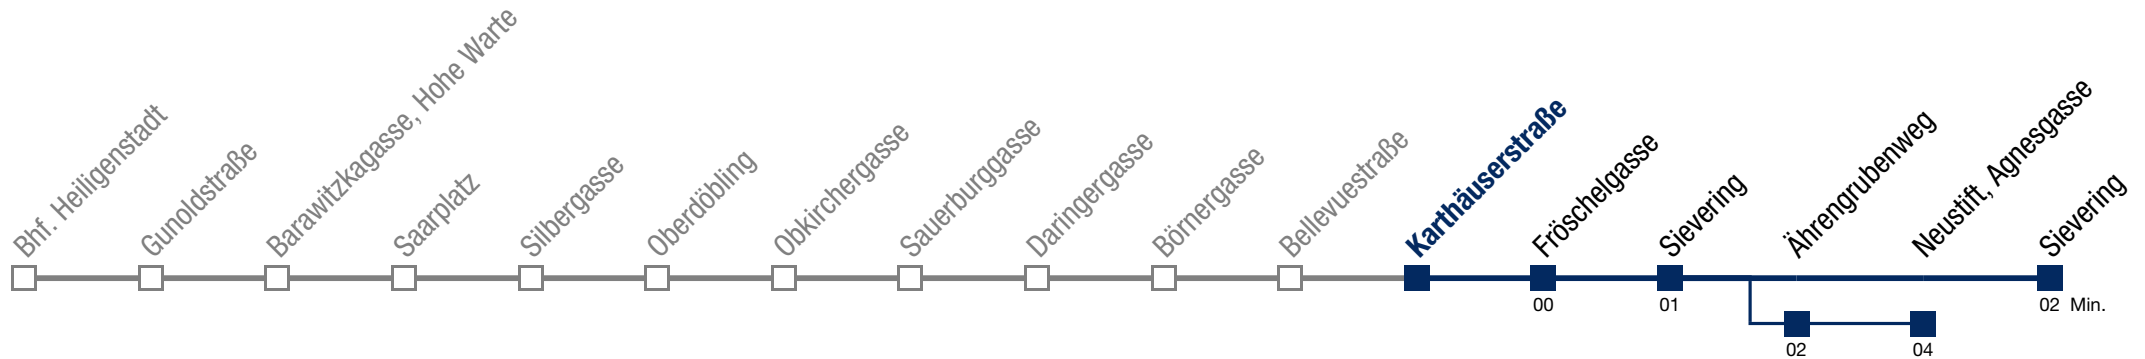 Bhf. Heiligenstadt
Gunoldstraße
Barawitzkagasse, Hohe Warte
Saarplatz
Silbergasse
Oberdöbling
Obkirchergasse
Sauerburggasse
Daringergasse
Börnergasse
Bellevuestraße
Karthäuserstraße
Fröschelgasse
Sievering
Ährengrubenweg
Neustift, Agnesgasse
Sievering
00
01
02 Min.
02
04